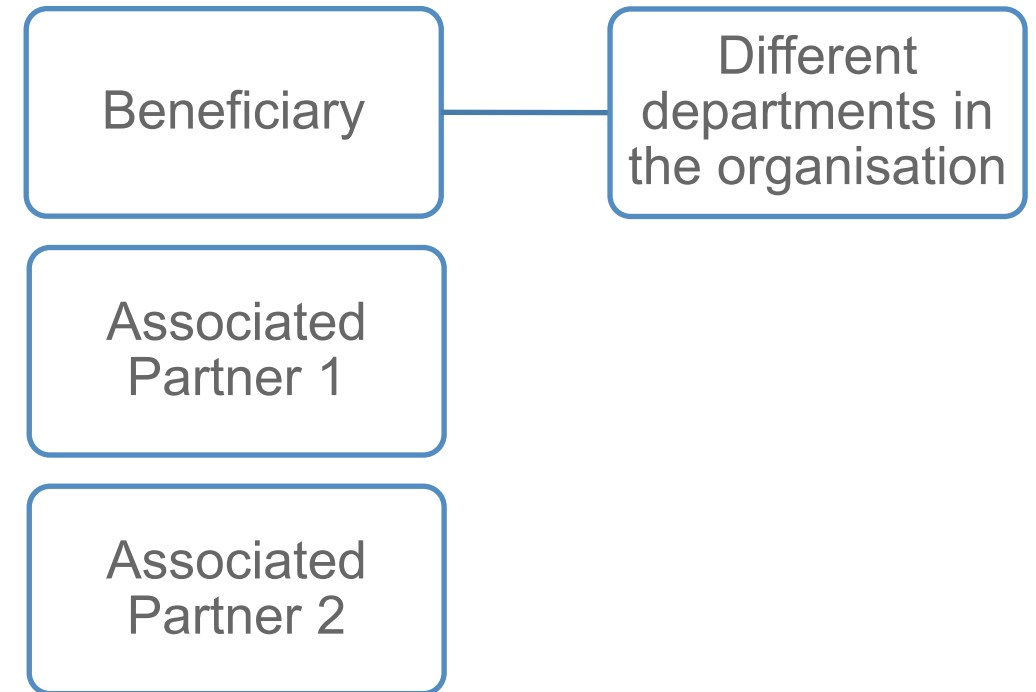 Beneficiary
Different
departments in
the organisation
Associated
Partner 1
Associated
Partner 2